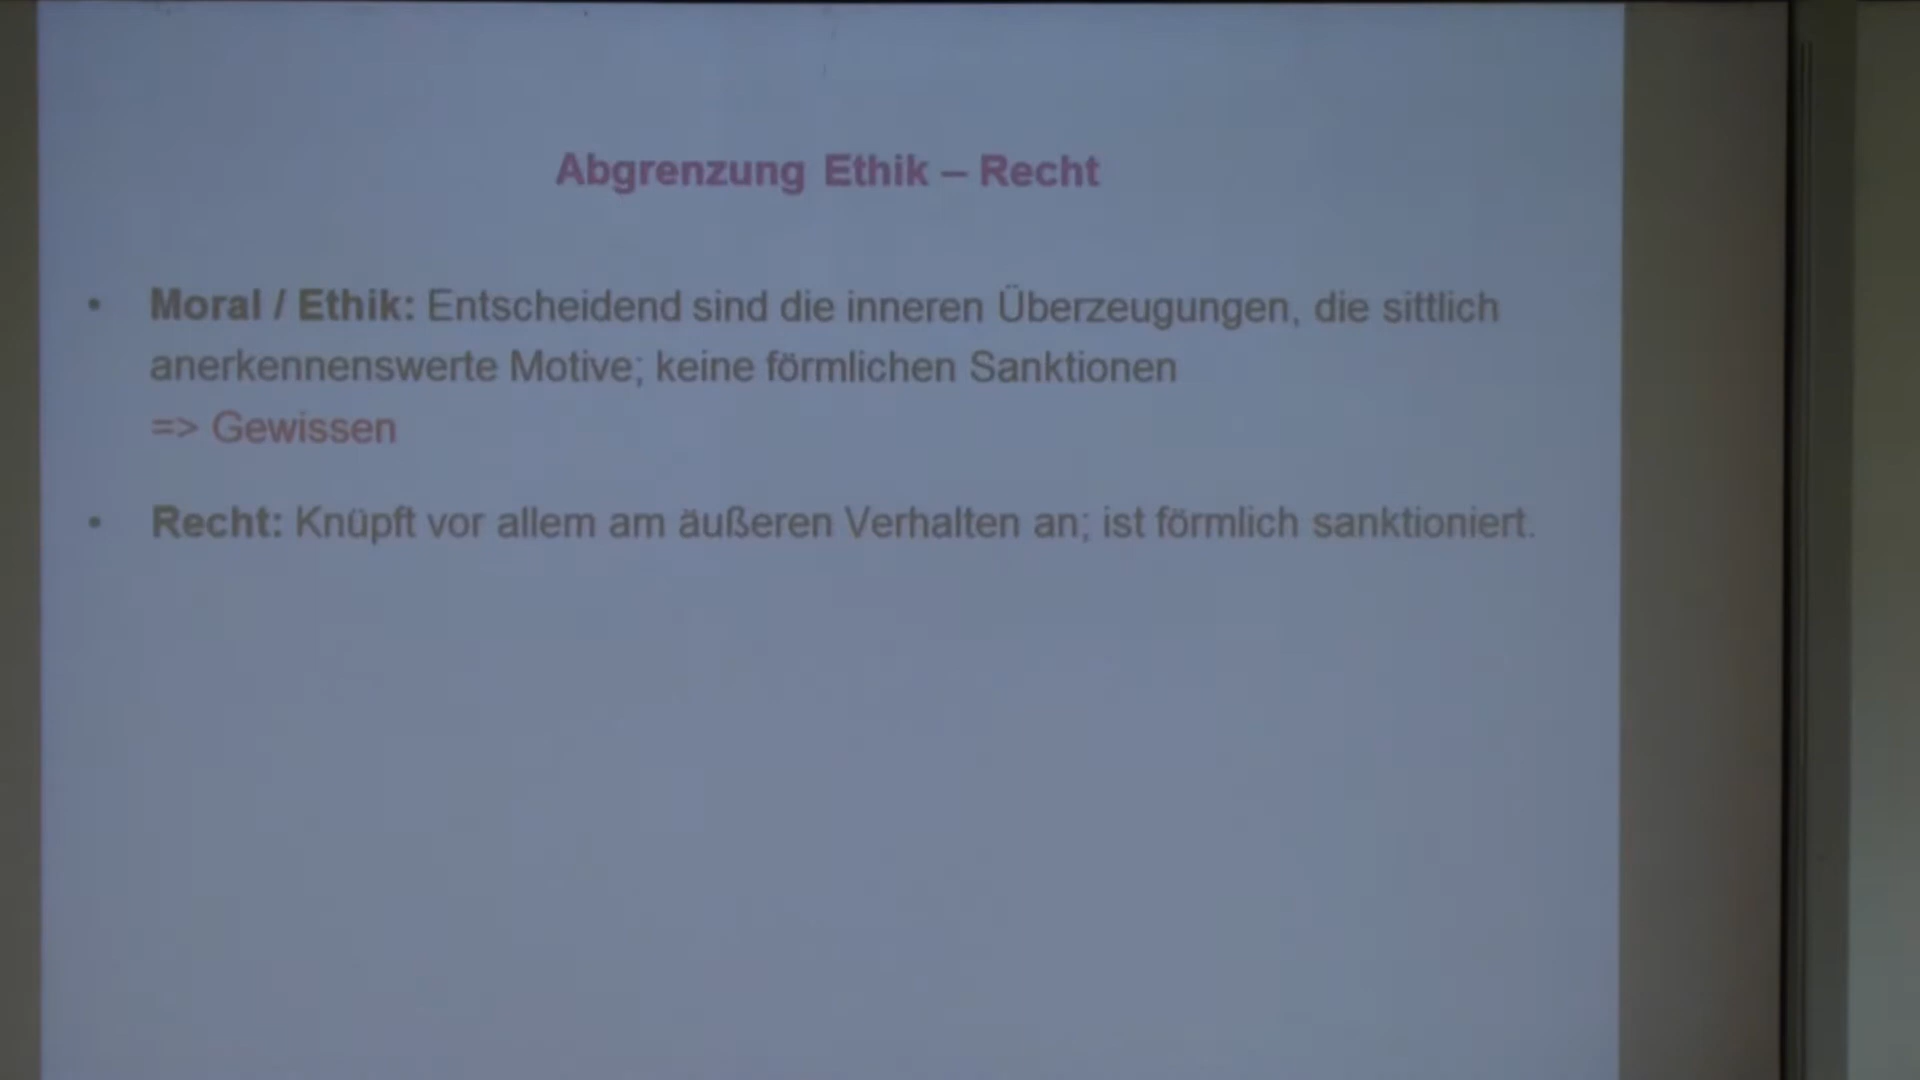 Abgrenzung Ethik – Recht
• Moral / Ethik: Entscheidend sind die inneren Überzeugungen, die sittlich
anerkennenswerte Motive; keine förmlichen Sanktionen
=> Gewissen
• Recht: Knüpft vor allem am äußeren Verhalten an; ist förmlich sanktioniert.